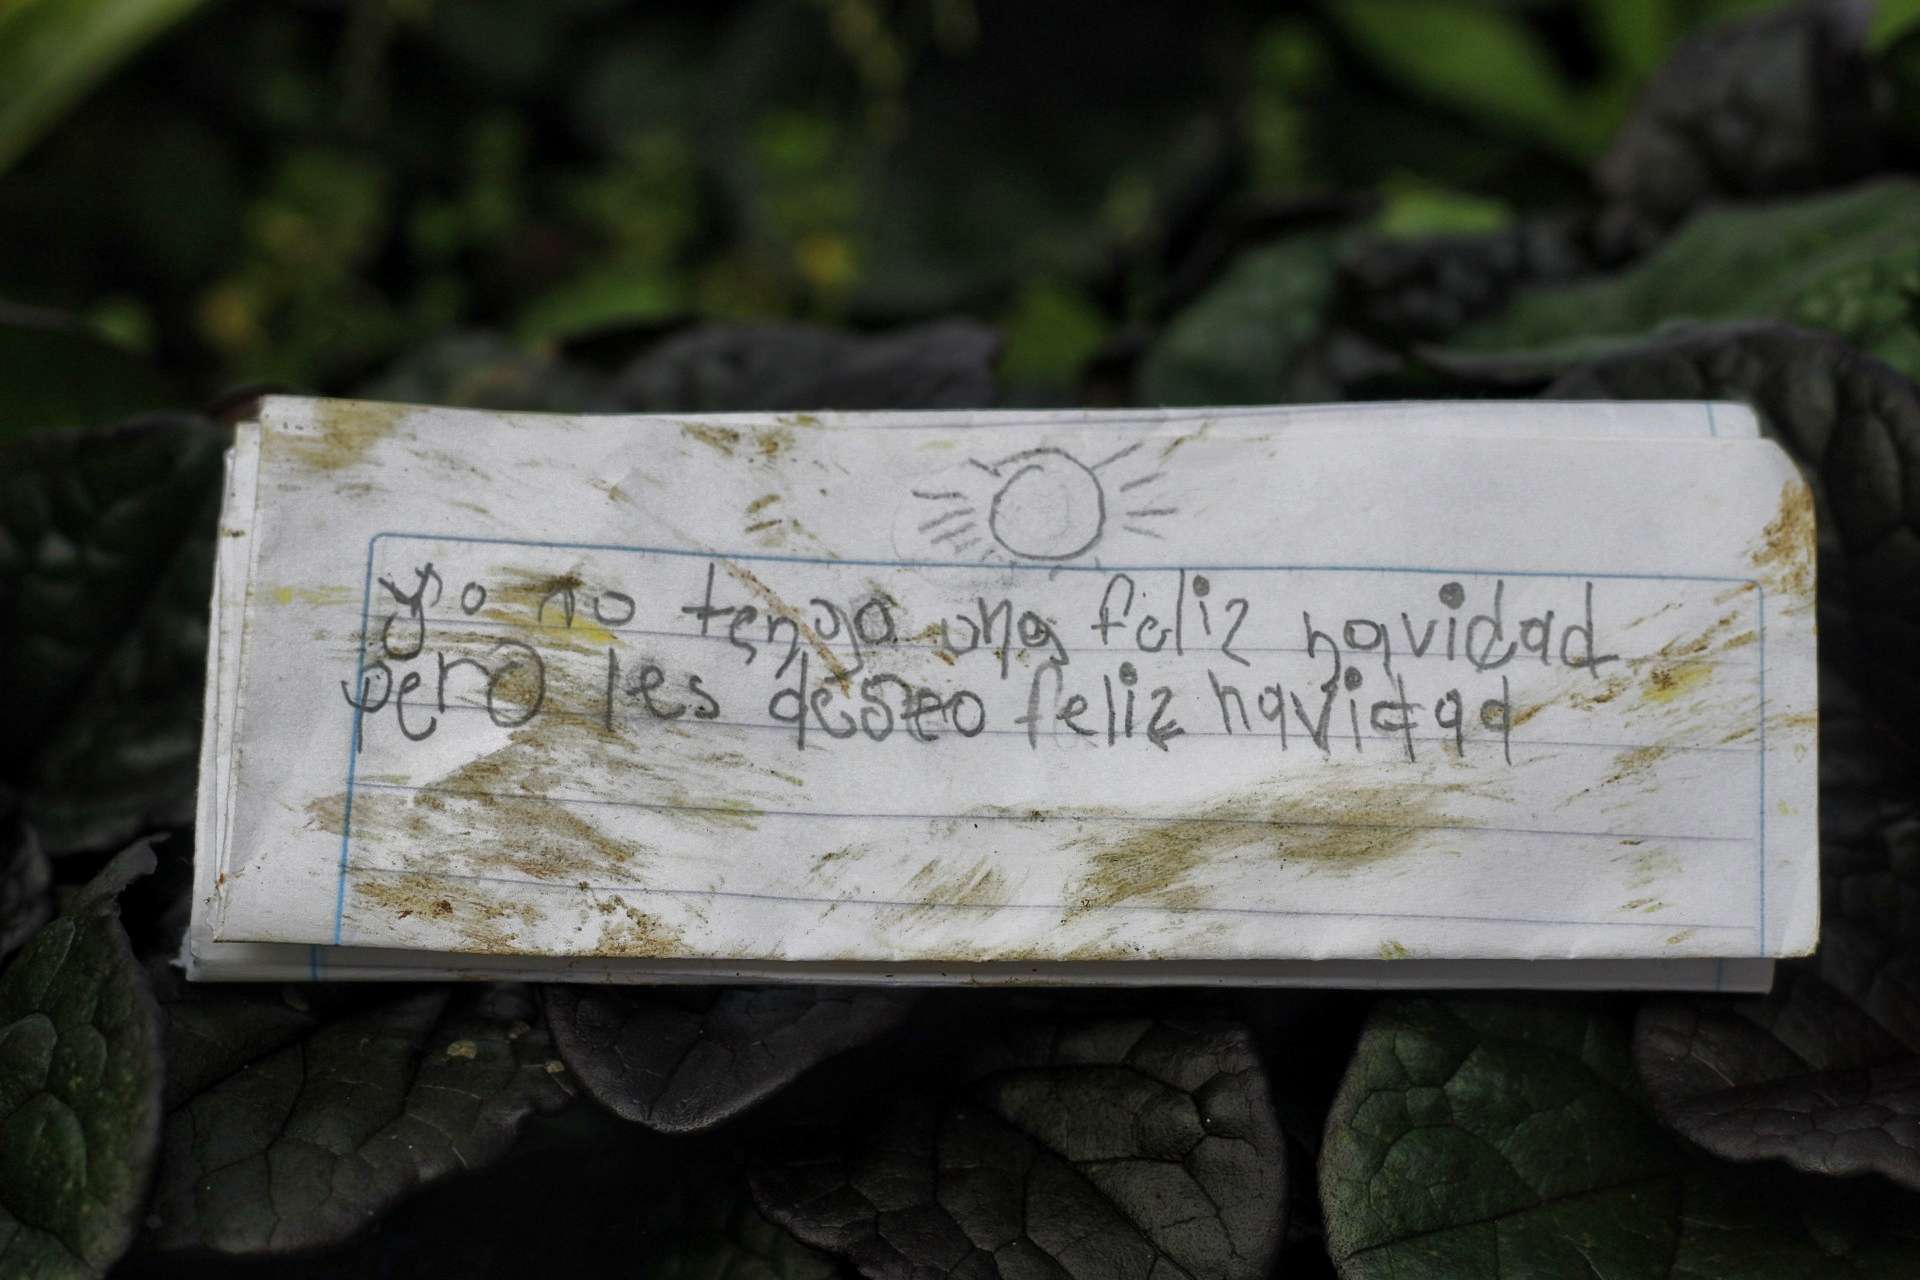 yo no tengo una feliz navidad
pero les deseo feliz navidad